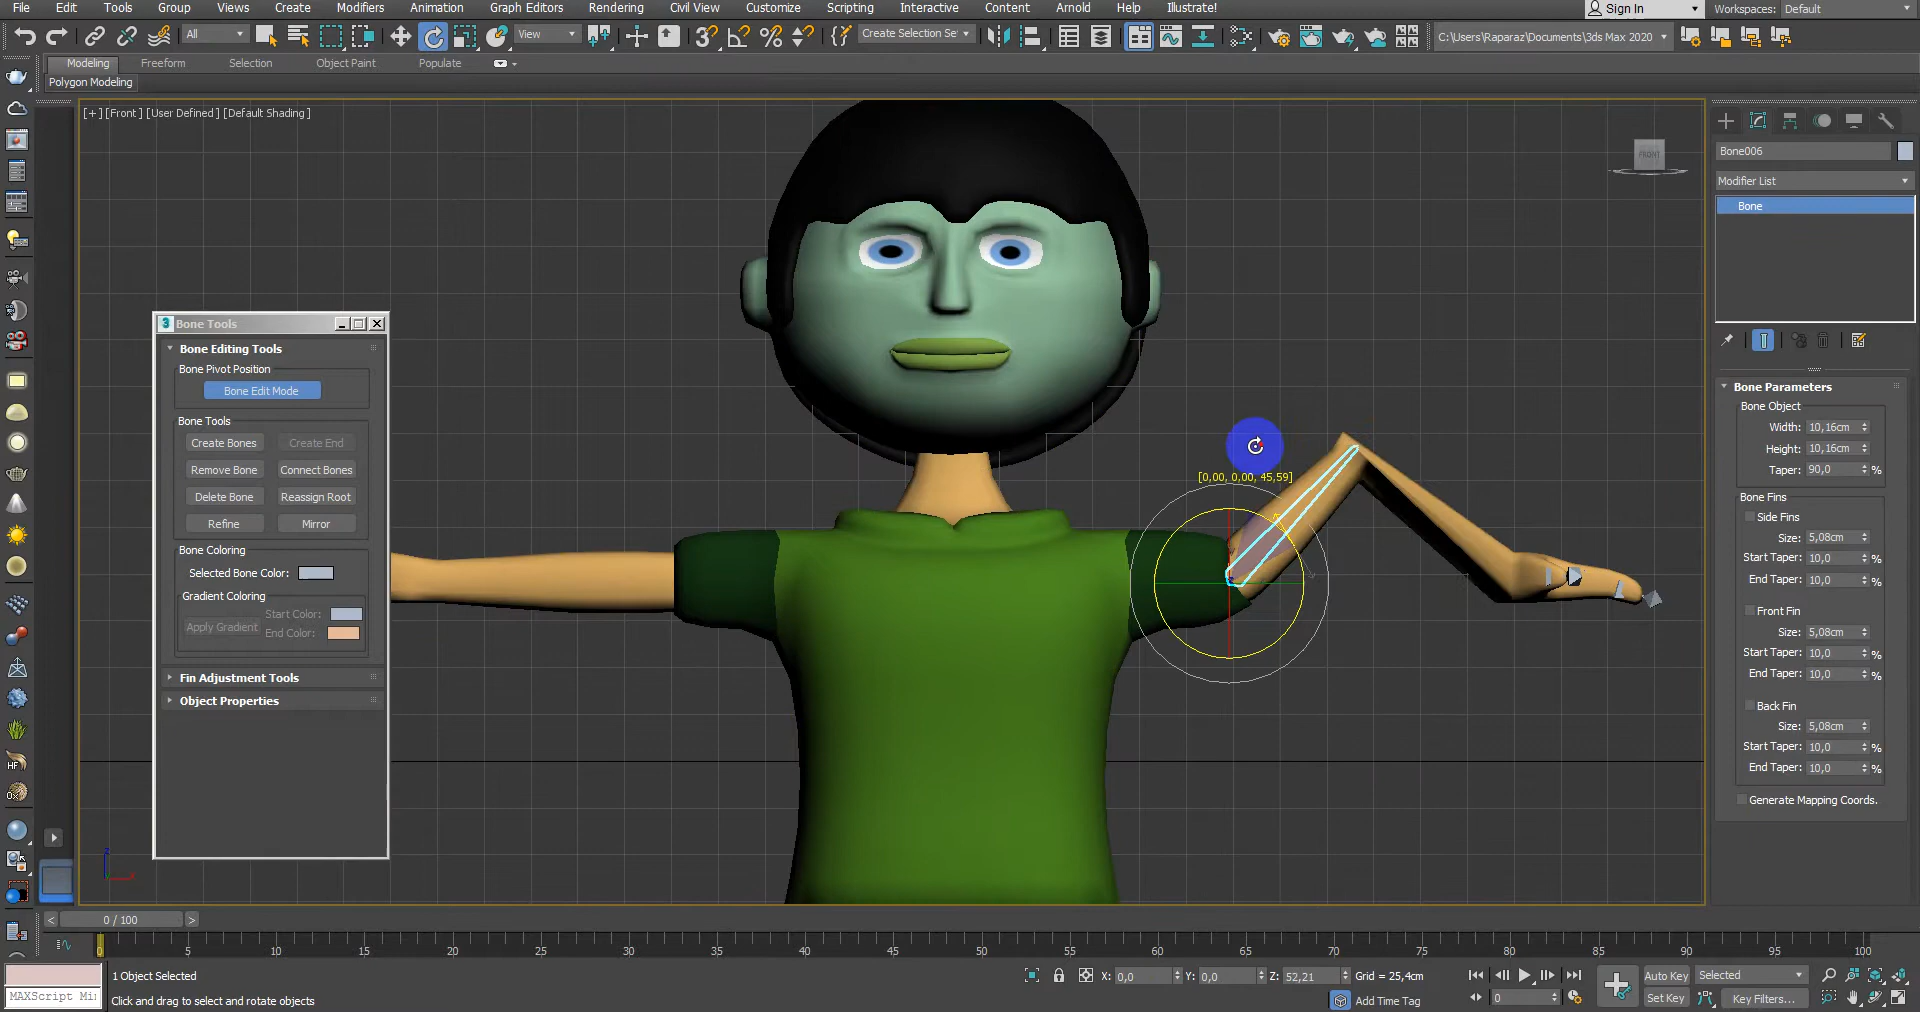 File Edit Tools Group Views Create Modifiers Animation Graph Editors Rendering Civil View Customize Scripting Interactive Content Arnold Help Illustrate! Sign In Workspaces: Default
All View Create Selection Se C:\Users\Raparaz\Documents\3ds Max 2020
Modeling Freeform Selection Object Paint Populate
Polygon Modeling
[+] [Front] [User Defined] [Default Shading]
FRONT
Bone006
Modifier List
Bone
3 Bone Tools
Bone Editing Tools
Bone Pivot Position
Bone Edit Mode
Bone Tools
Create Bones Create End
Remove Bone Connect Bones
Delete Bone Reassign Root
Refine Mirror
Bone Coloring
Selected Bone Color:
Gradient Coloring
Start Color:
Apply Gradient
End Color:
Fin Adjustment Tools
Object Properties
[0,00, 0,00, 45,59]
Bone Parameters
Bone Object
Width: 10,16cm
Height: 10,16cm
Taper: 90,0 %
Bone Fins
Side Fins
Size: 5,08cm
Start Taper: 10,0 %
End Taper: 10,0 %
Front Fin
Size: 5,08cm
Start Taper: 10,0 %
End Taper: 10,0 %
Back Fin
Size: 5,08cm
Start Taper: 10,0 %
End Taper: 10,0 %
Generate Mapping Coords.
< 0 / 100 >
0 5 10 15 20 25 30 35 40 45 50 55 60 65 70 75 80 85 90 95 100
1 Object Selected X: 0,0 Y: 0,0 Z: 52,21 Grid = 25,4cm Auto Key Selected
MAXScript Mi Click and drag to select and rotate objects Add Time Tag 0 Set Key Key Filters...